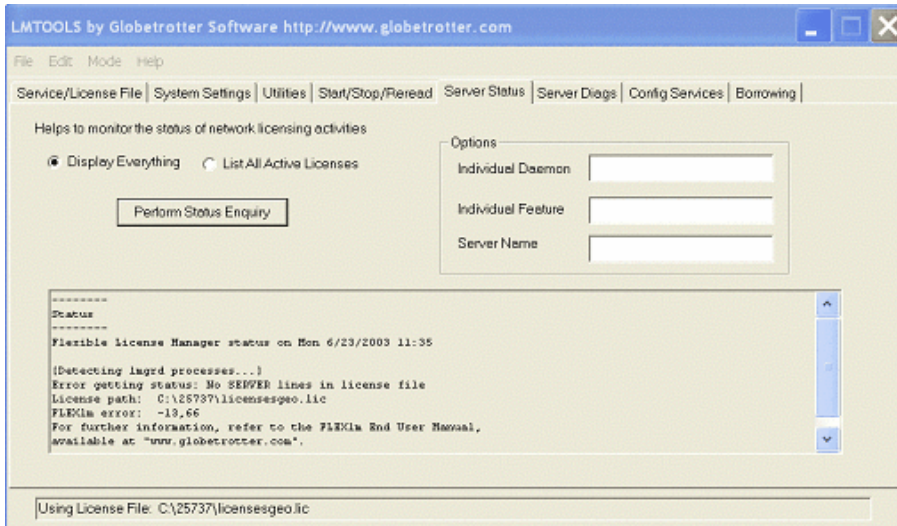 LMTOOLS by Globetrotter Software http://www.globetrotter.com
File Edit Mode Help
Service/License File System Settings Utilities Start/Stop/Reread Server Status Server Diags Config Services Borrowing
Helps to monitor the status of network licensing activities
Display Everything List All Active Licenses
Perform Status Enquiry
Options
Individual Daemon
Individual Feature
Server Name
--------
Status
--------
Flexible License Manager status on Mon 6/23/2003 11:35
(Detecting lmgrd processes...)
Error getting status: No SERVER lines in license file
License path: C:\25737\licensesgeo.lic
FLEXlm error: -13,66
For further information, refer to the FLEXlm End User Manual,
available at "www.globetrotter.com".
Using License File: C:\25737\licensesgeo.lic